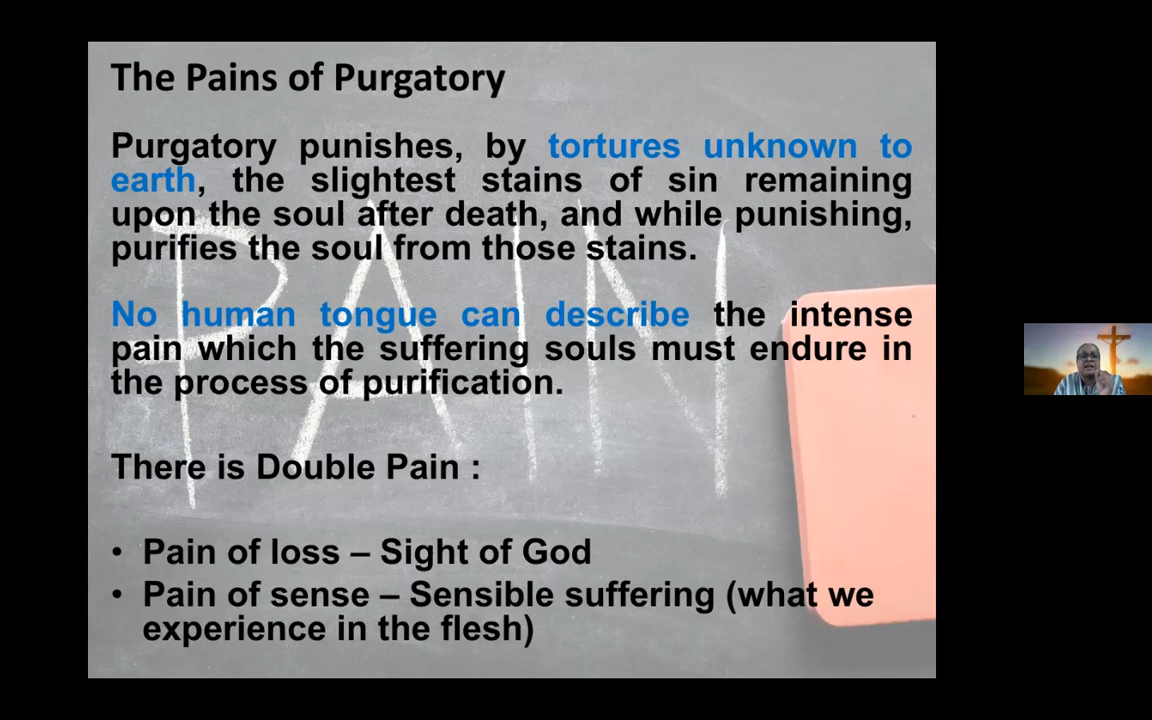 The Pains of Purgatory
Purgatory punishes, by tortures unknown to
earth, the slightest stains of sin remaining
upon the soul after death, and while punishing,
purifies the soul from those stains.
No human tongue can describe the intense
pain which the suffering souls must endure in
the process of purification.
There is Double Pain :
• Pain of loss – Sight of God
• Pain of sense – Sensible suffering (what we
experience in the flesh)
PAIN